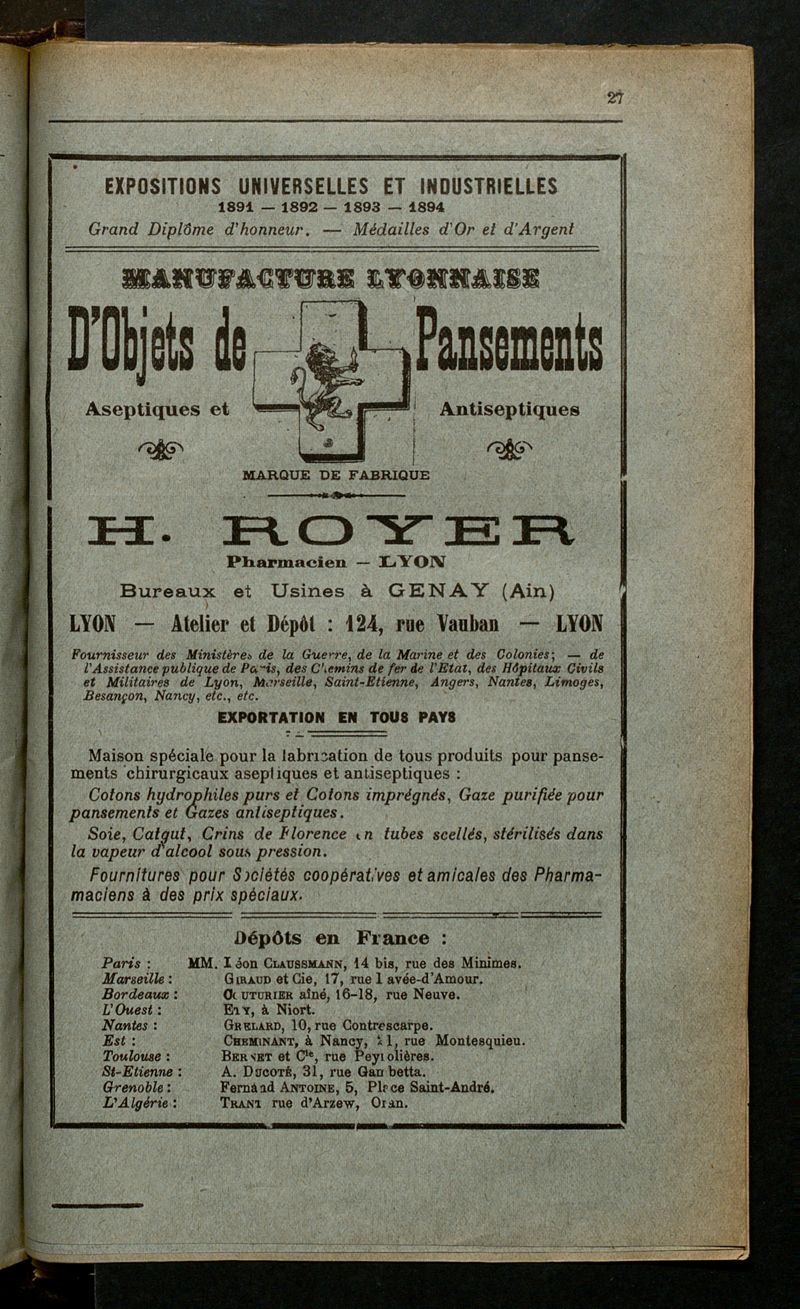 27
EXPOSITIONS UNIVERSELLES ET INDUSTRIELLES
1891 — 1892 — 1893 — 1894
Grand Diplôme d'honneur. — Médailles d'Or et d'Argent
MANUFACTURE LYONNAISE
D'Objets de Pansements
Aseptiques et Antiseptiques
MARQUE DE FABRIQUE
H. ROYER
Pharmacien — LYON
Bureaux et Usines à GENAY (Ain)
LYON — Atelier et Dépôt : 124, rue Vauban — LYON
Fournisseur des Ministères de la Guerre, de la Marine et des Colonies; — de
l'Assistance publique de Paris, des Chemins de fer de l'Etat, des Hôpitaux Civils
et Militaires de Lyon, Marseille, Saint-Etienne, Angers, Nantes, Limoges,
Besançon, Nancy, etc., etc.
EXPORTATION EN TOUS PAYS
Maison spéciale pour la fabrication de tous produits pour panse-
ments chirurgicaux aseptiques et antiseptiques :
Cotons hydrophiles purs et Cotons imprégnés, Gaze purifiée pour
pansements et Gazes antiseptiques.
Soie, Catgut, Crins de Florence en tubes scellés, stérilisés dans
la vapeur d'alcool sous pression.
Fournitures pour Sociétés coopératives et amicales des Pharma-
maciens à des prix spéciaux.
Dépôts en France :
Paris : MM. Léon CLAUSSMANN, 14 bis, rue des Minimes.
Marseille : GIRAUD et Cie, 17, rue Pavée-d'Amour.
Bordeaux : COUTURIER aîné, 16-18, rue Neuve.
L'Ouest : à Niort.
Nantes : GRELARD, 10, rue Contrescarpe.
Est : CHEMINANT, à Nancy, 11, rue Montesquieu.
Toulouse : BERNET et Cie, rue Peyrolières.
St-Etienne : A. DUCOTÉ, 31, rue Gambetta.
Grenoble : Fernand ANTOINE, 5, Place Saint-André.
L'Algérie : rue d'Arzew, Oran.